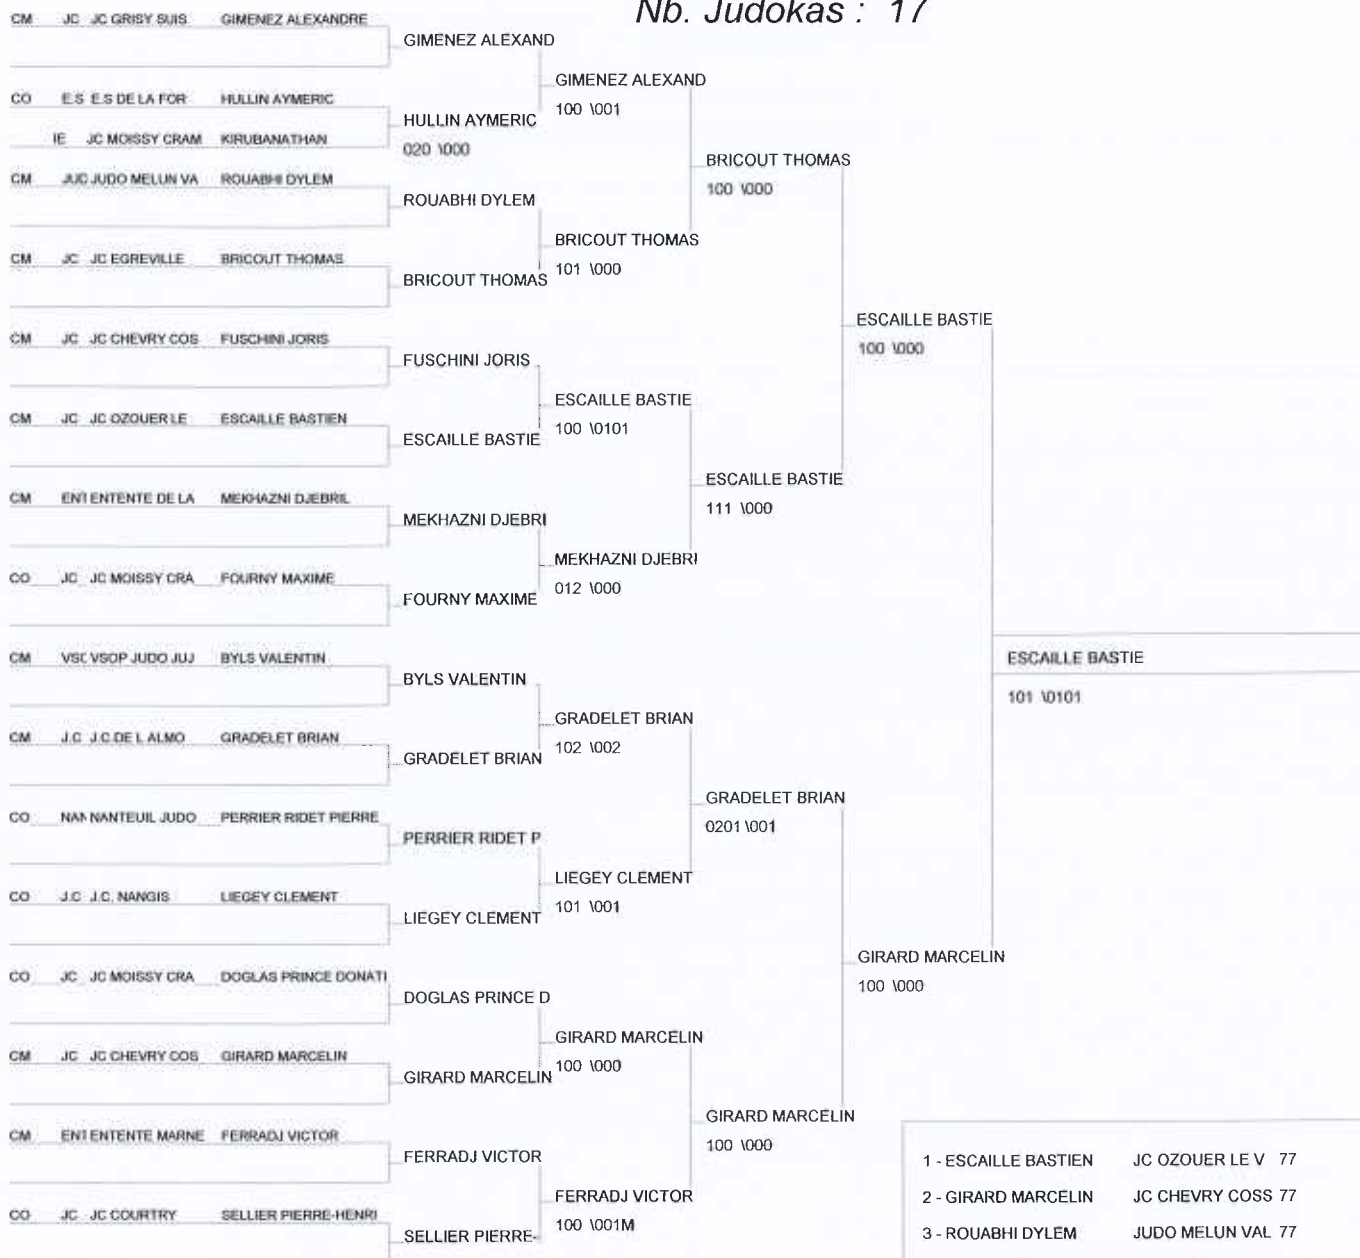 Nb. Judokas : 17
CM JC JC GRISY SUIS GIMENEZ ALEXANDRE
GIMENEZ ALEXAND
GIMENEZ ALEXAND
100 \001
CO E.S E.S DE LA FOR HULLIN AYMERIC
HULLIN AYMERIC
020 \000
IE JC MOISSY CRAM KIRUBANATHAN
BRICOUT THOMAS
100 \000
CM JUD JUDO MELUN VA ROUABHI DYLEM
ROUABHI DYLEM
BRICOUT THOMAS
101 \000
CM JC JC EGREVILLE BRICOUT THOMAS
BRICOUT THOMAS
ESCAILLE BASTIE
100 \000
CM JC JC CHEVRY COS FUSCHINI JORIS
FUSCHINI JORIS
ESCAILLE BASTIE
100 \0101
CM JC JC OZOUER LE ESCAILLE BASTIEN
ESCAILLE BASTIE
ESCAILLE BASTIE
111 \000
CM ENT ENTENTE DE LA MEKHAZNI DJEBRIL
MEKHAZNI DJEBRI
MEKHAZNI DJEBRI
012 \000
CO JC JC MOISSY CRA FOURNY MAXIME
FOURNY MAXIME
ESCAILLE BASTIE
101 \0101
CM VSC VSOP JUDO JUJ BYLS VALENTIN
BYLS VALENTIN
GRADELET BRIAN
102 \002
CM J.C J.C.DE L ALMO GRADELET BRIAN
GRADELET BRIAN
GRADELET BRIAN
0201 \001
CO NAN NANTEUIL JUDO PERRIER RIDET PIERRE
PERRIER RIDET P
LIEGEY CLEMENT
101 \001
CO J.C J.C. NANGIS LIEGEY CLEMENT
LIEGEY CLEMENT
GIRARD MARCELIN
100 \000
CO JC JC MOISSY CRA DOGLAS PRINCE DONATI
DOGLAS PRINCE D
GIRARD MARCELIN
100 \000
CM JC JC CHEVRY COS GIRARD MARCELIN
GIRARD MARCELIN
GIRARD MARCELIN
100 \000
CM ENT ENTENTE MARNE FERRADJ VICTOR
FERRADJ VICTOR
FERRADJ VICTOR
100 \001M
CO JC JC COURTRY SELLIER PIERRE-HENRI
SELLIER PIERRE-
1 - ESCAILLE BASTIEN JC OZOUER LE V 77
2 - GIRARD MARCELIN JC CHEVRY COSS 77
3 - ROUABHI DYLEM JUDO MELUN VAL 77